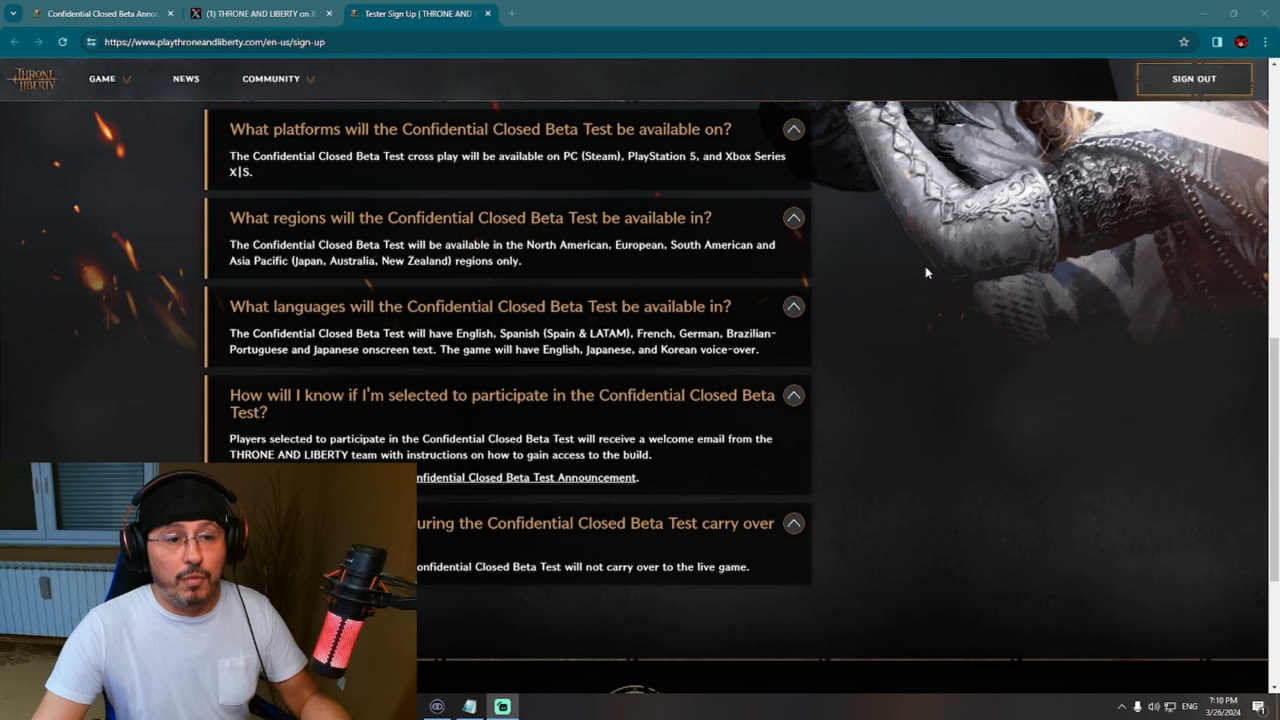 Confidential Closed Beta Annou
(1) THRONE AND LIBERTY on X
Tester Sign Up | THRONE AND L
https://www.playthroneandliberty.com/en-us/sign-up
THRONE AND LIBERTY
GAME
NEWS
COMMUNITY
SIGN OUT
What platforms will the Confidential Closed Beta Test be available on?
The Confidential Closed Beta Test cross play will be available on PC (Steam), PlayStation 5, and Xbox Series
X|S.
What regions will the Confidential Closed Beta Test be available in?
The Confidential Closed Beta Test will be available in the North American, European, South American and
Asia Pacific (Japan, Australia, New Zealand) regions only.
What languages will the Confidential Closed Beta Test be available in?
The Confidential Closed Beta Test will have English, Spanish (Spain & LATAM), French, German, Brazilian-
Portuguese and Japanese onscreen text. The game will have English, Japanese, and Korean voice-over.
How will I know if I'm selected to participate in the Confidential Closed Beta
Test?
Players selected to participate in the Confidential Closed Beta Test will receive a welcome email from the
THRONE AND LIBERTY team with instructions on how to gain access to the build.
nfidential Closed Beta Test Announcement.
uring the Confidential Closed Beta Test carry over
onfidential Closed Beta Test will not carry over to the live game.
ENG
7:10 PM
3/26/2024